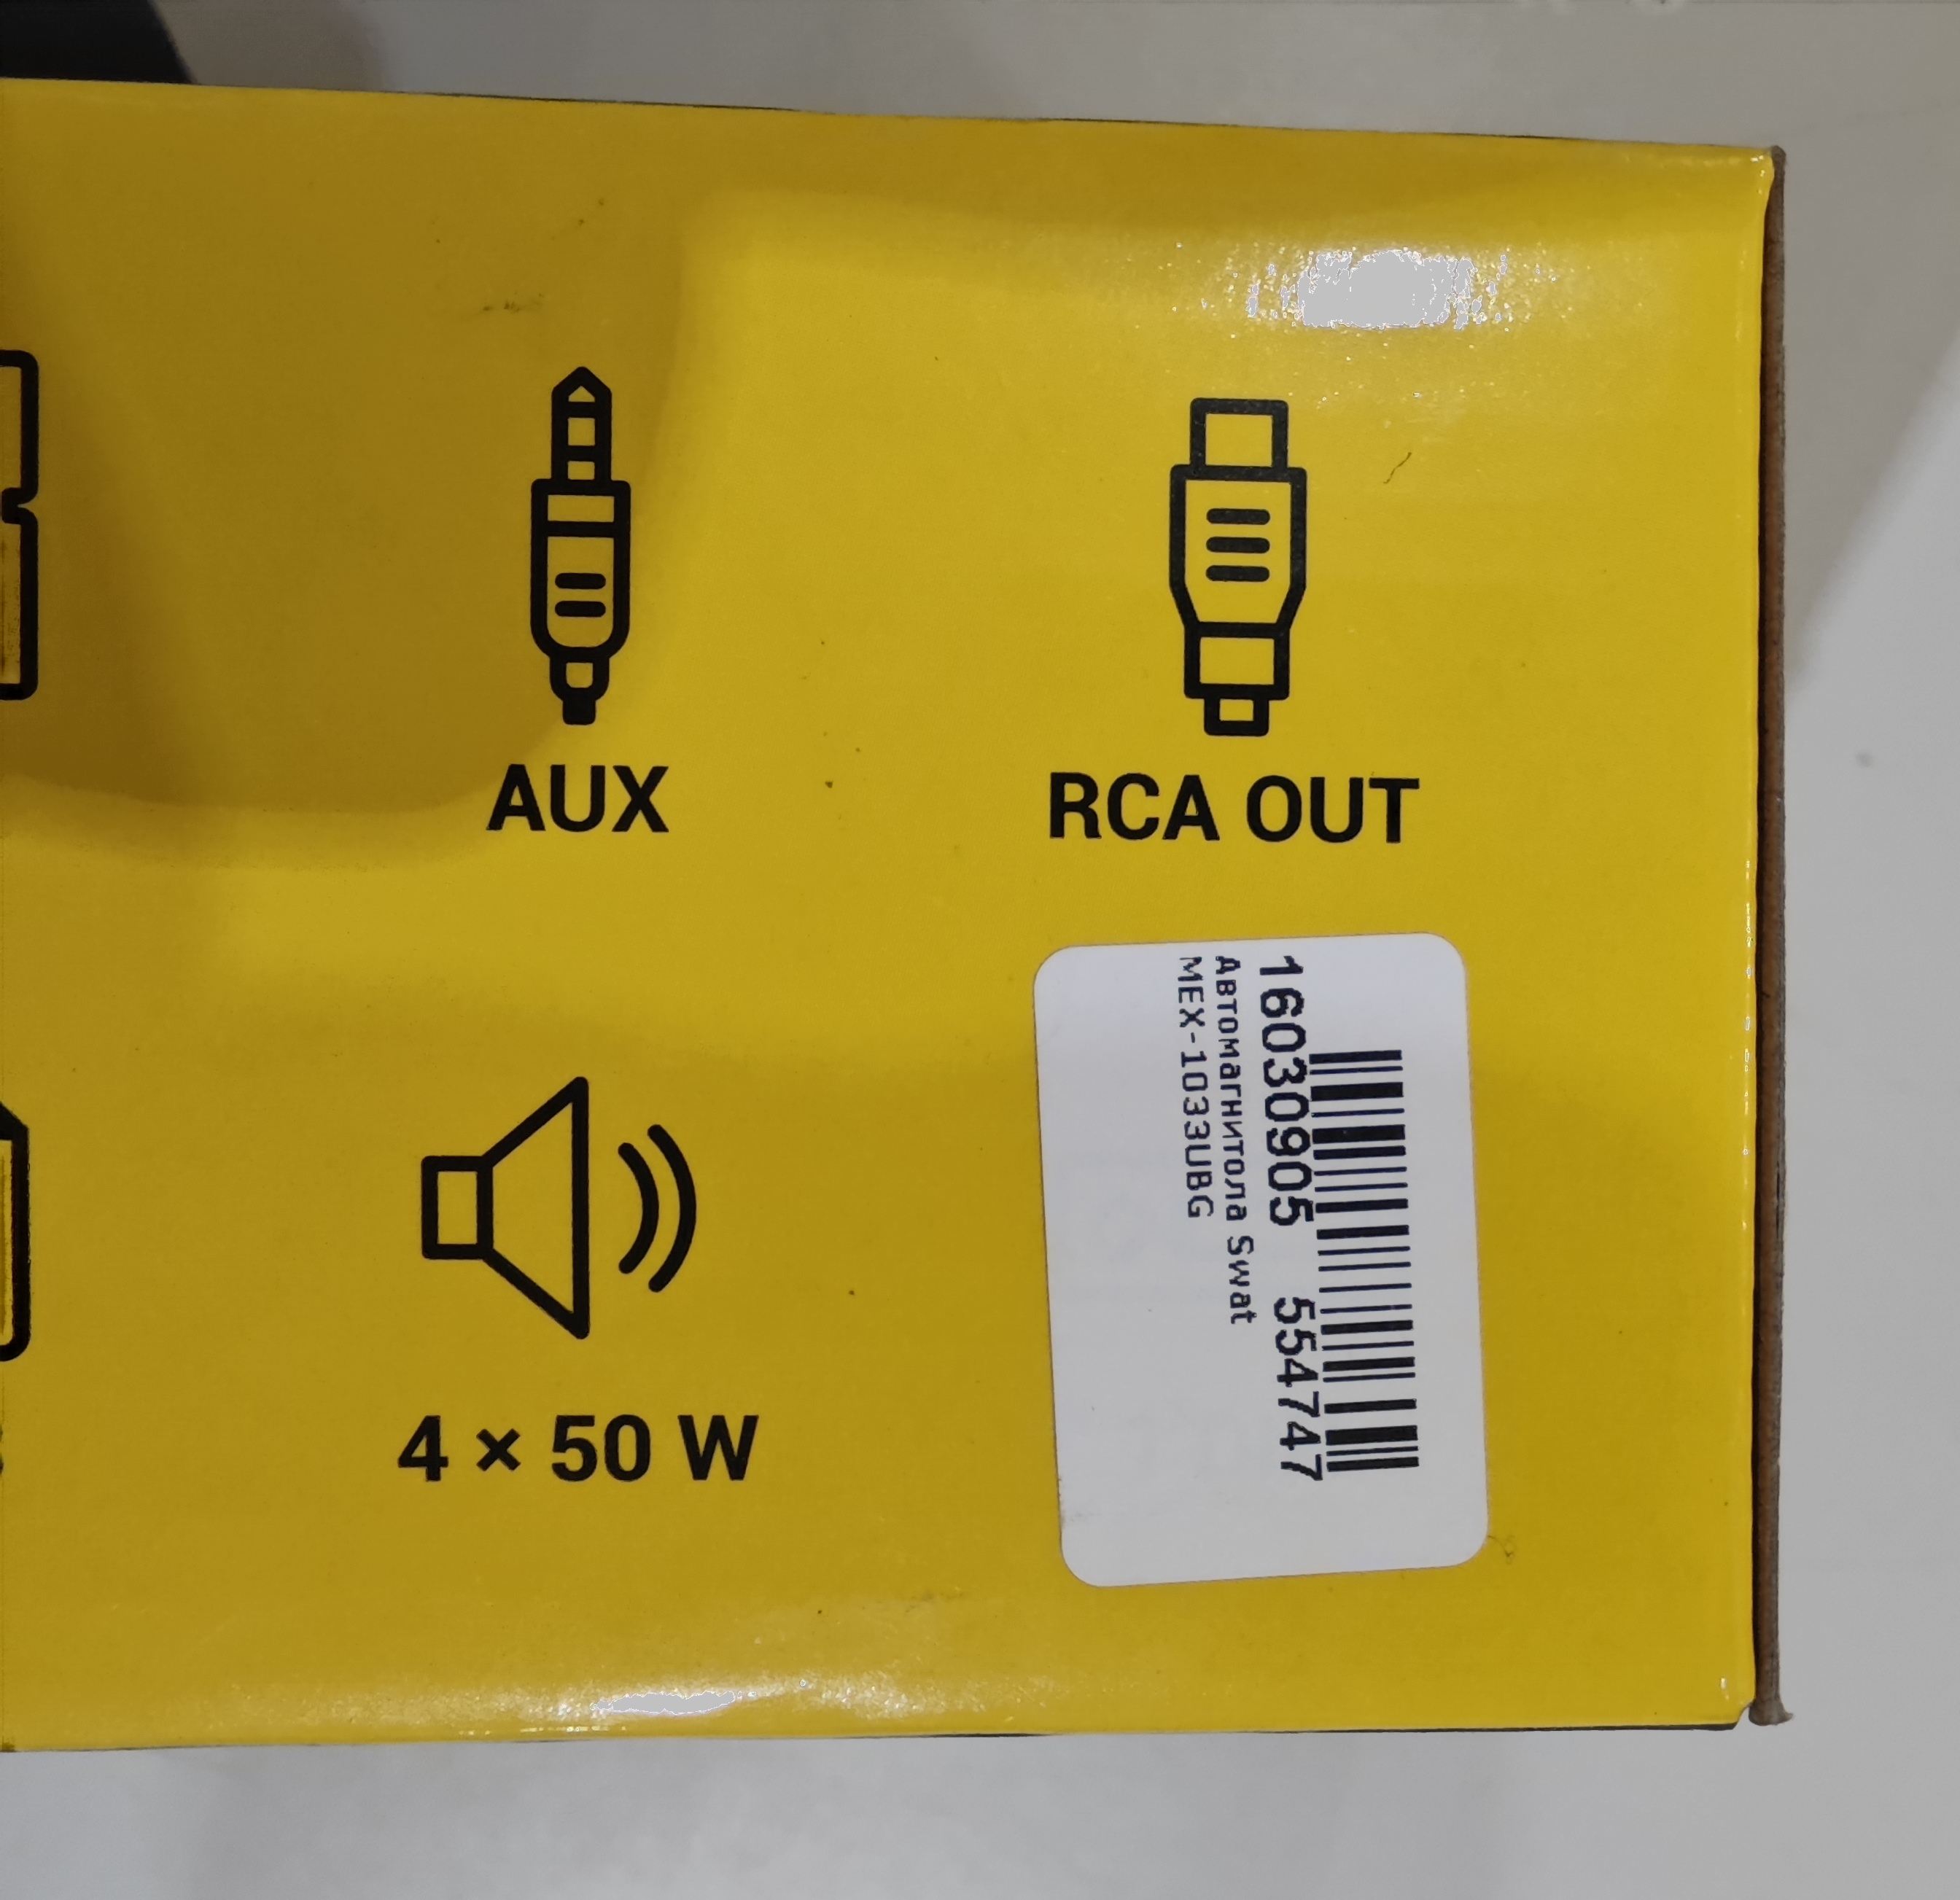 AUX
RCA OUT
4 × 50 W
16030905 554747
Автомагнитола Swat
MEX-1033UBG